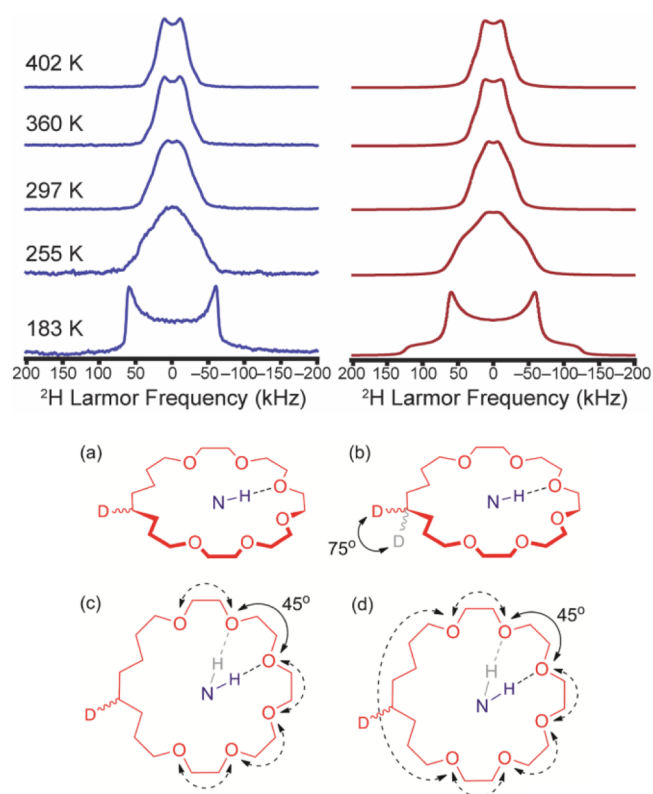 402 K
360 K
297 K
255 K
183 K
200 150 100 50 0 −50 −100 −150 −200
200 150 100 50 0 −50 −100 −150 −200
²H Larmor Frequency (kHz)
²H Larmor Frequency (kHz)
(a)
O O O O O O
D N H
(b)
O O O O O O
D N H
D
75°
(c)
O O O O O O
45°
H
N H
D
(d)
O O O O O O
45°
H
N H
D